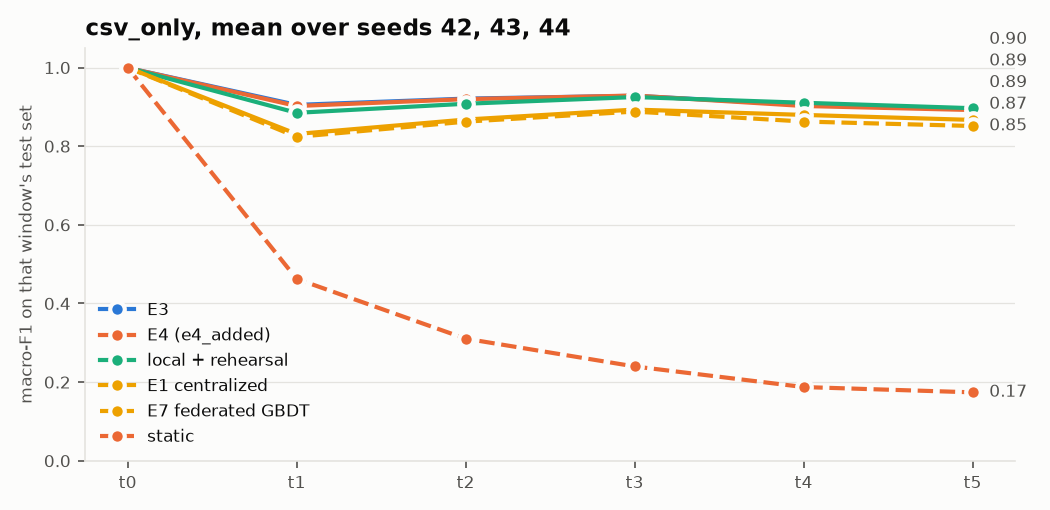 csv_only, mean over seeds 42, 43, 44
0.90
0.89
0.89
0.87
0.85
0.17
macro-F1 on that window's test set
1.0
0.8
0.6
0.4
0.2
0.0
E3
E4 (e4_added)
local + rehearsal
E1 centralized
E7 federated GBDT
static
t0 t1 t2 t3 t4 t5